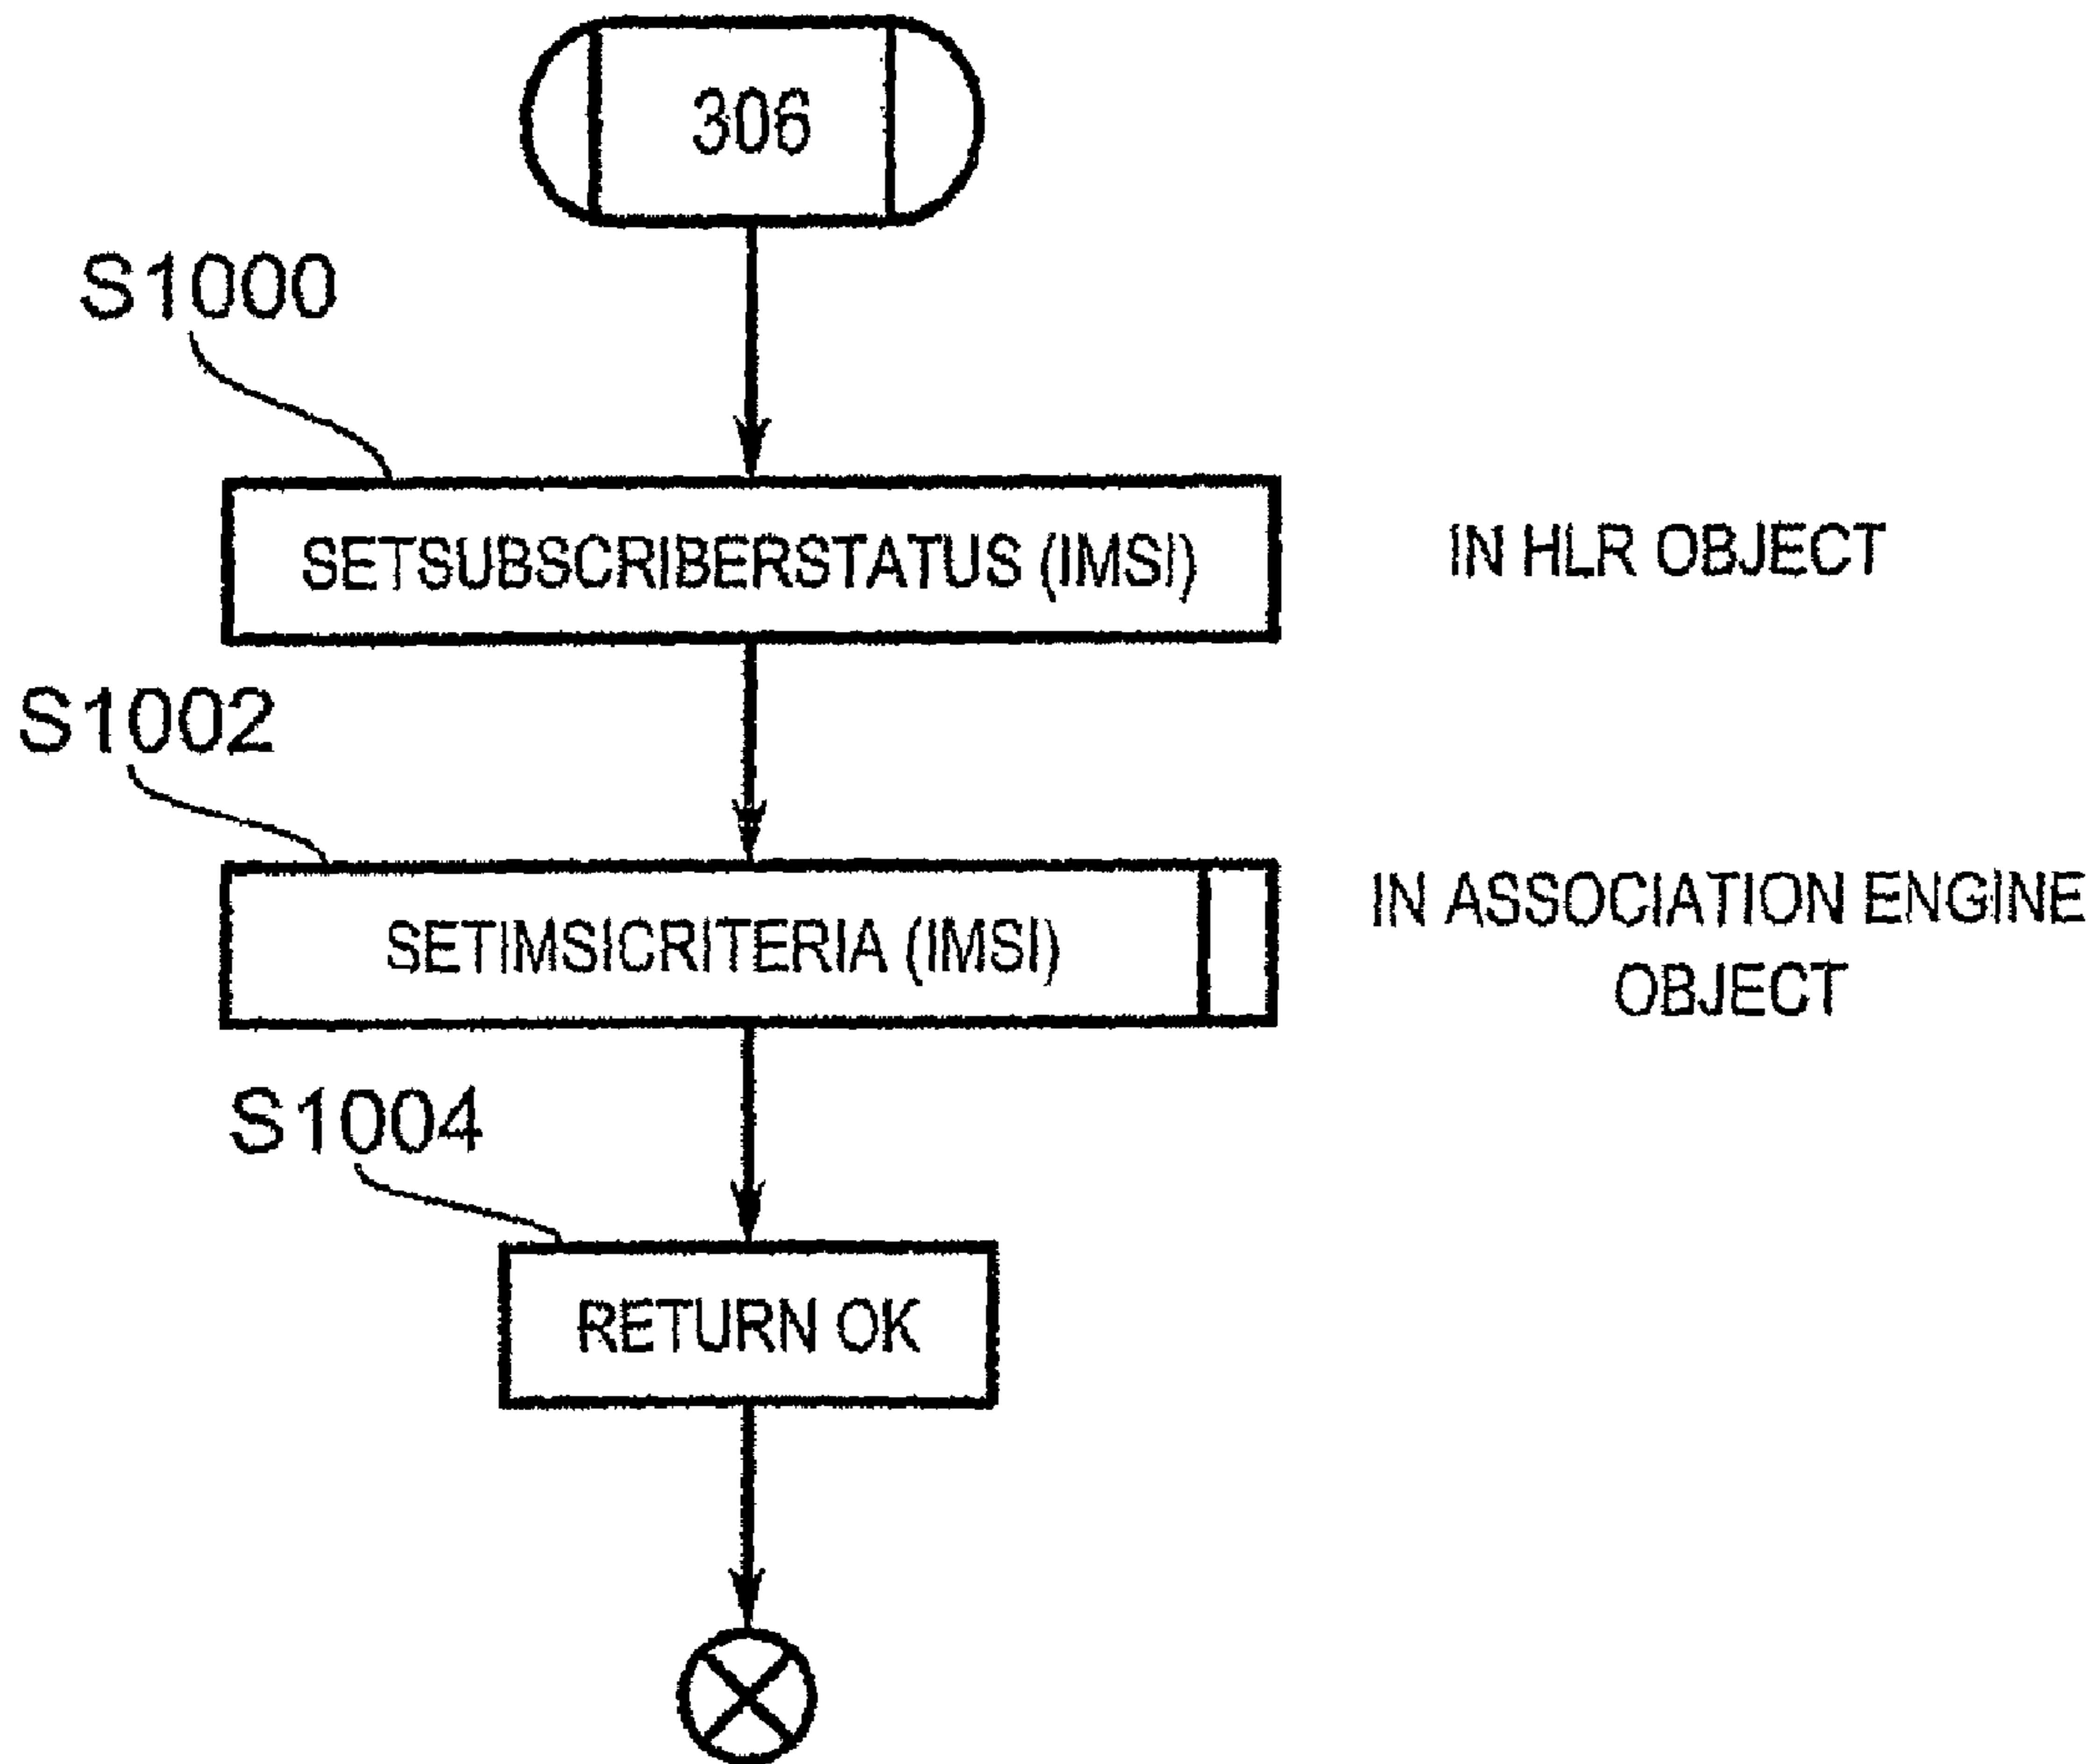 306
S1000
SETSUBSCRIBERSTATUS (IMSI)
IN HLR OBJECT
S1002
SETIMSICRITERIA (IMSI)
IN ASSOCIATION ENGINE
OBJECT
S1004
RETURN OK